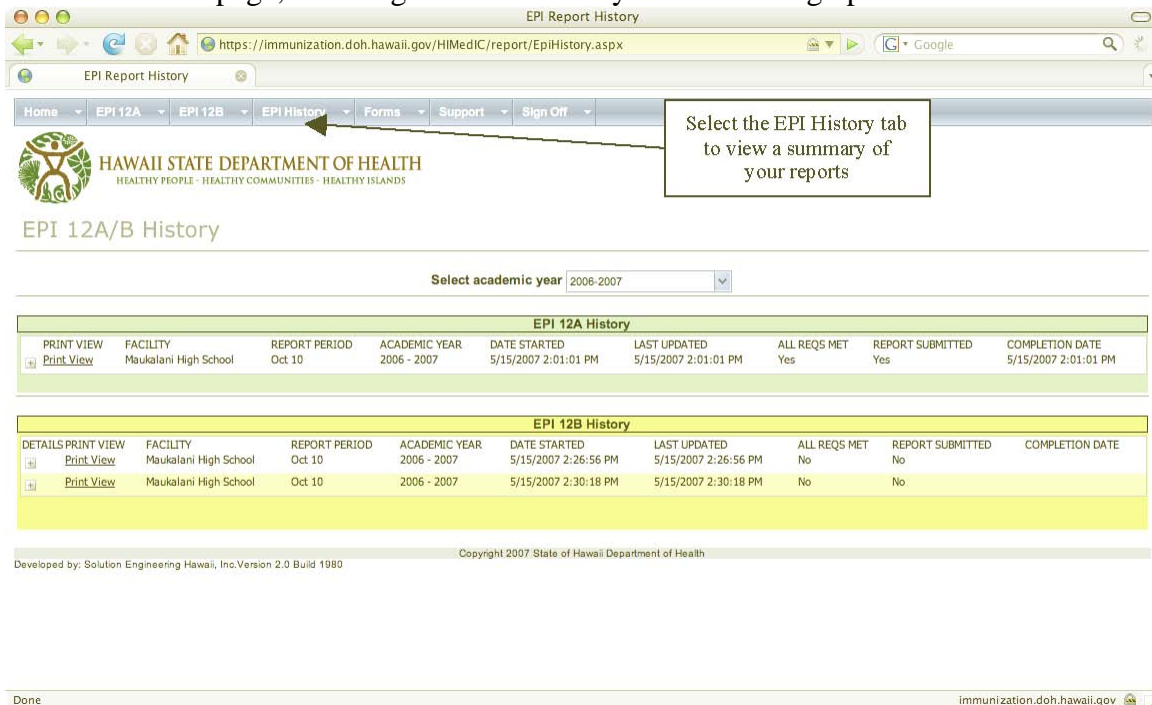 EPI Report History
https://immunization.doh.hawaii.gov/HIMedIC/report/EpiHistory.aspx
G Google
EPI Report History
Home EPI 12A EPI 12B EPI History Forms Support Sign Off
Select the EPI History tab
to view a summary of
your reports
HAWAII STATE DEPARTMENT OF HEALTH
HEALTHY PEOPLE - HEALTHY COMMUNITIES - HEALTHY ISLANDS
EPI 12A/B History
Select academic year 2006-2007
EPI 12A History
PRINT VIEW FACILITY REPORT PERIOD ACADEMIC YEAR DATE STARTED LAST UPDATED ALL REQS MET REPORT SUBMITTED COMPLETION DATE
Print View Maukalani High School Oct 10 2006 - 2007 5/15/2007 2:01:01 PM 5/15/2007 2:01:01 PM Yes Yes 5/15/2007 2:01:01 PM
EPI 12B History
DETAILS PRINT VIEW FACILITY REPORT PERIOD ACADEMIC YEAR DATE STARTED LAST UPDATED ALL REQS MET REPORT SUBMITTED COMPLETION DATE
Print View Maukalani High School Oct 10 2006 - 2007 5/15/2007 2:26:56 PM 5/15/2007 2:26:56 PM No No
Print View Maukalani High School Oct 10 2006 - 2007 5/15/2007 2:30:18 PM 5/15/2007 2:30:18 PM No No
Copyright 2007 State of Hawaii Department of Health
Developed by: Solution Engineering Hawaii, Inc.Version 2.0 Build 1980
Done immunization.doh.hawaii.gov